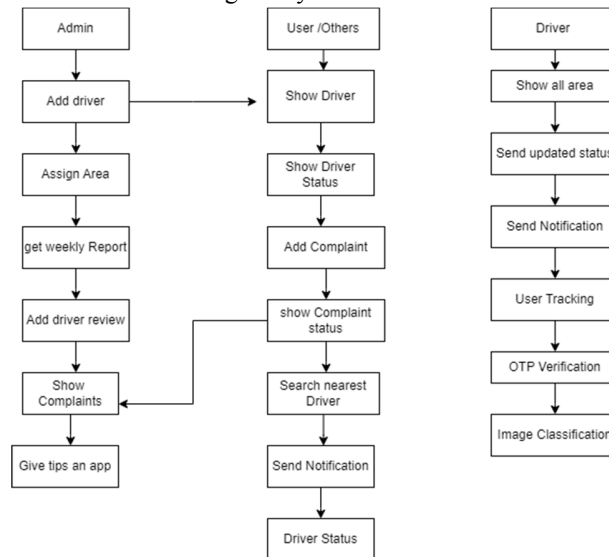 Admin
Add driver
Assign Area
get weekly Report
Add driver review
Show
Complaints
Give tips an app
User /Others
Show Driver
Show Driver
Status
Add Complaint
show Complaint
status
Search nearest
Driver
Send Notification
Driver Status
Driver
Show all area
Send updated status
Send Notification
User Tracking
OTP Verification
Image Classification